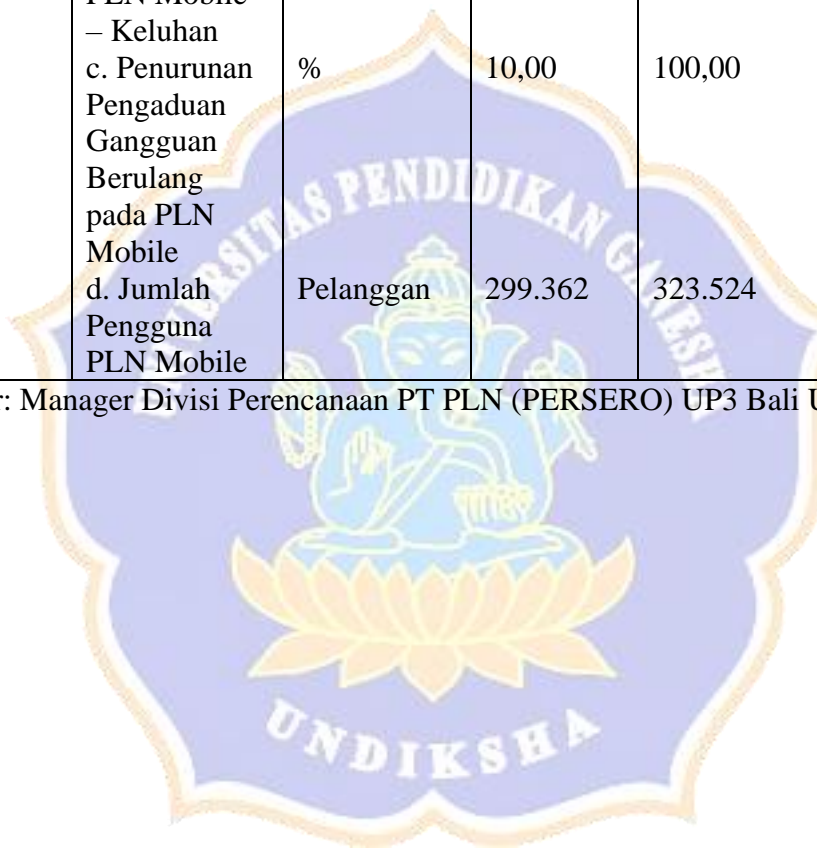 PLN Mobile
– Keluhan
c. Penurunan % 10,00 100,00
Pengaduan
Gangguan
Berulang
pada PLN
Mobile
d. Jumlah Pelanggan 299.362 323.524
Pengguna
PLN Mobile
r: Manager Divisi Perencanaan PT PLN (PERSERO) UP3 Bali U
UNIVERSITAS PENDIDIKAN GANESHA
UNDIKSHA